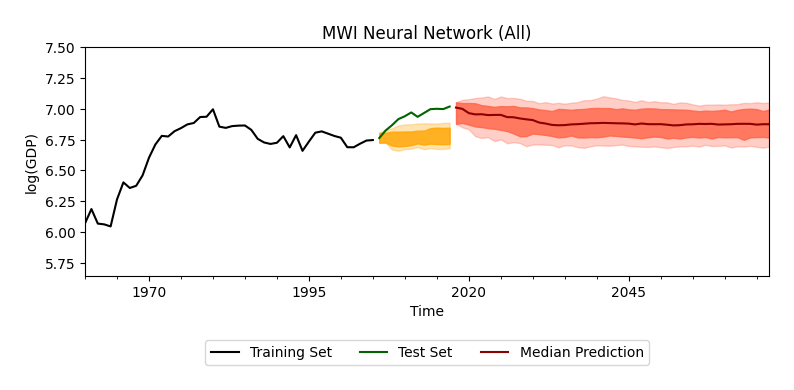 MWI Neural Network (All)
7.50
7.25
7.00
6.75
6.50
6.25
6.00
5.75
log(GDP)
1970 1995 2020 2045
Time
Training Set Test Set Median Prediction